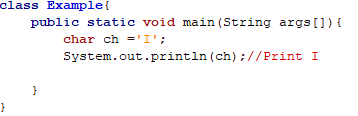 class Example{
    public static void main(String args[]){
        char ch ='I';
        System.out.println(ch);//Print I
    }
}